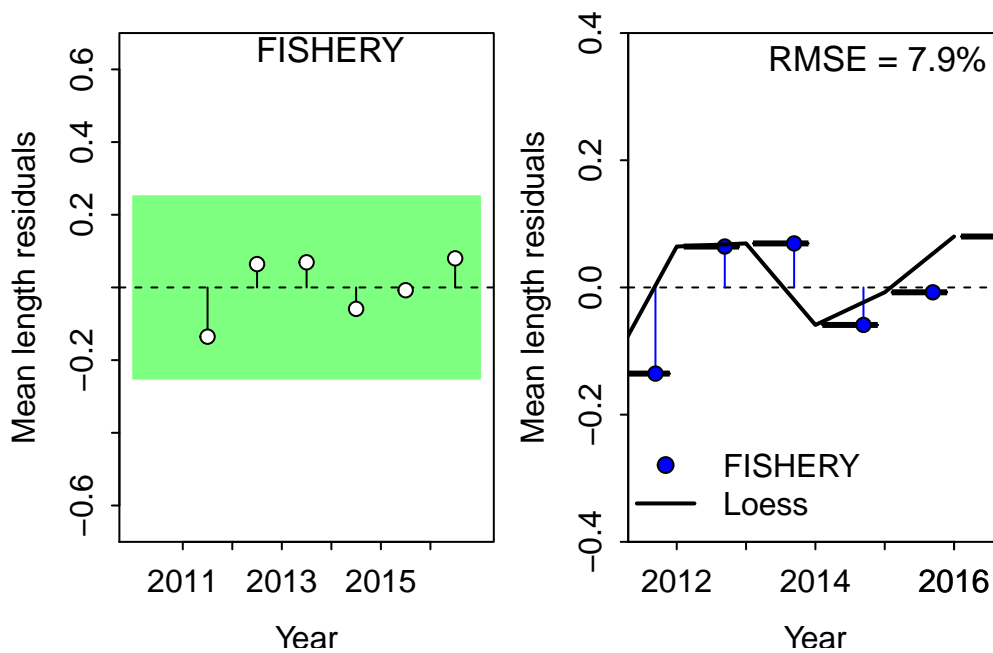 FISHERY
Mean length residuals
0.6
0.4
0.2
−0.2
−0.6
2011 2013 2015
Year
RMSE = 7.9%
Mean length residuals
0.4
0.2
0.0
−0.2
−0.4
FISHERY
Loess
2012 2014 2016
Year